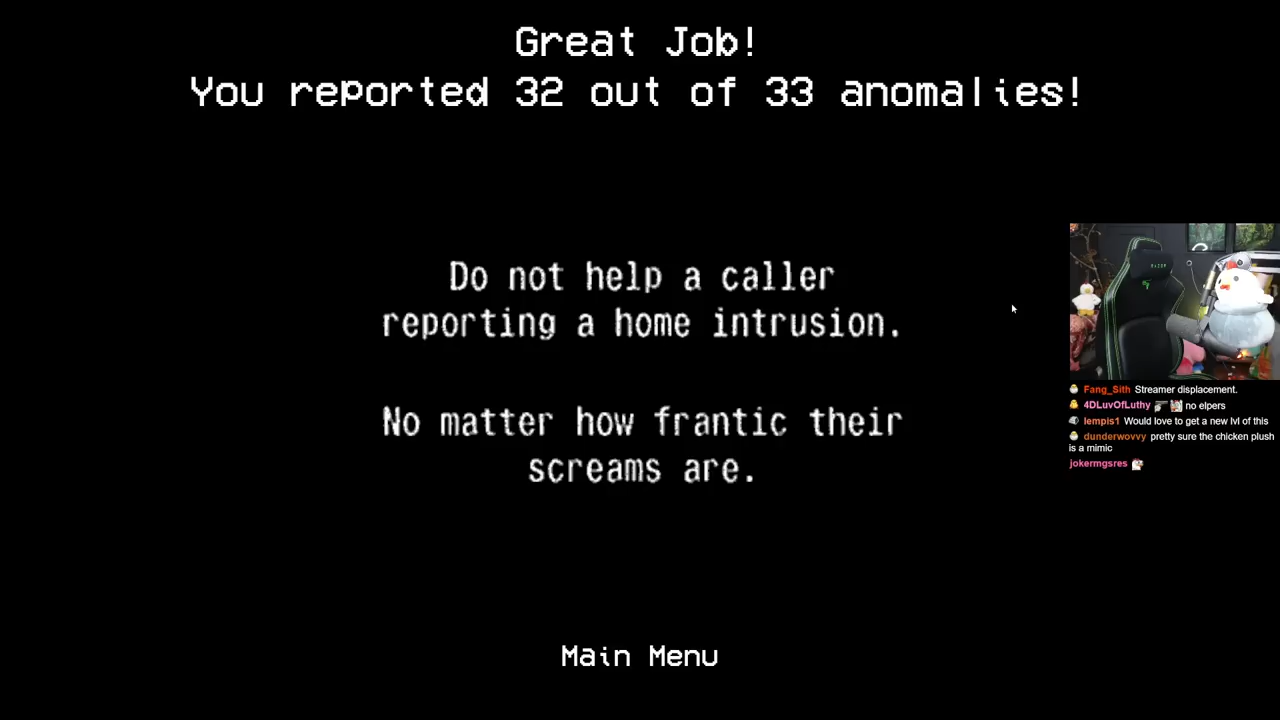 Great Job!
You reported 32 out of 33 anomalies!
Do not help a caller
reporting a home intrusion.
No matter how frantic their
screams are.
Main Menu
Fang_Sith Streamer displacement.
4DLuvOfLuthy no elpers
lempis1 Would love to get a new lvl of this
dunderwovvy pretty sure the chicken plush
is a mimic
jokermgsres